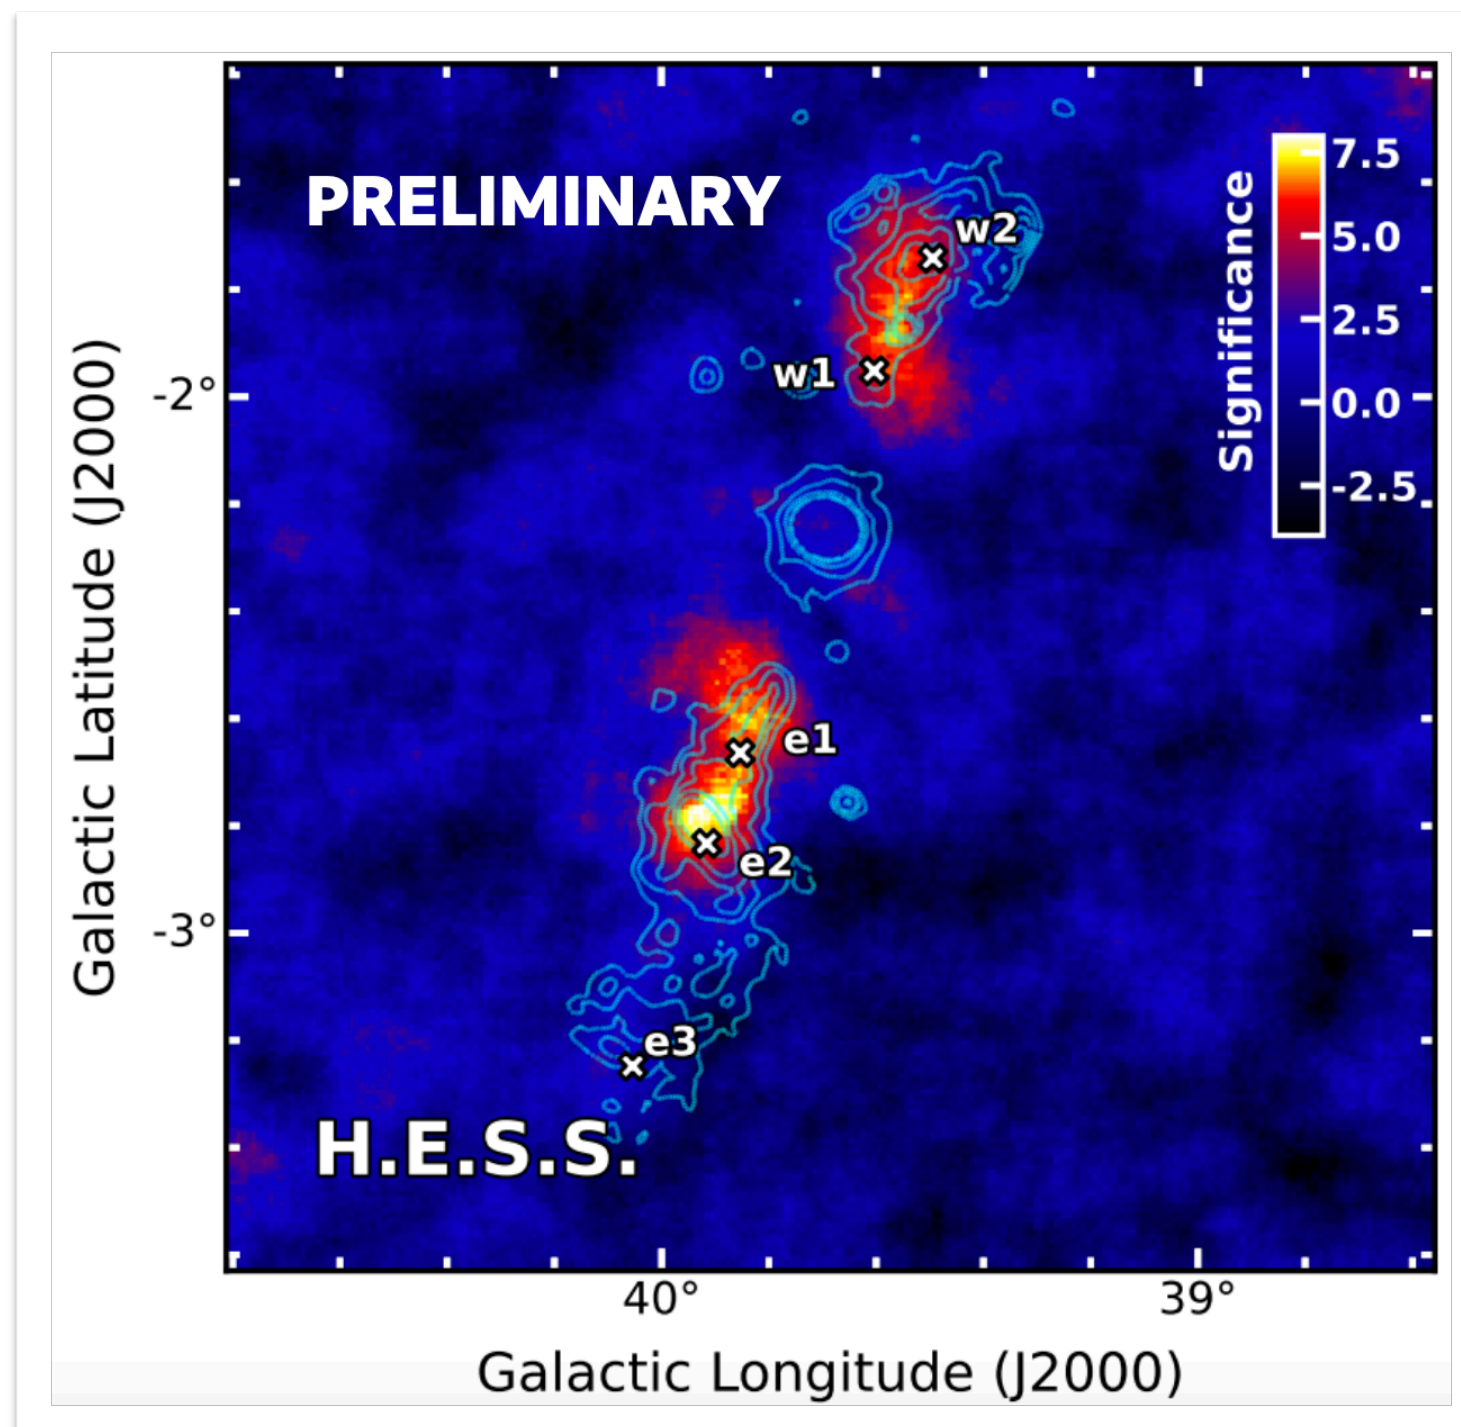 PRELIMINARY
w2
w1
e1
e2
e3
H.E.S.S.
Significance
7.5
5.0
2.5
0.0
-2.5
Galactic Latitude (J2000)
-2°
-3°
40°
39°
Galactic Longitude (J2000)